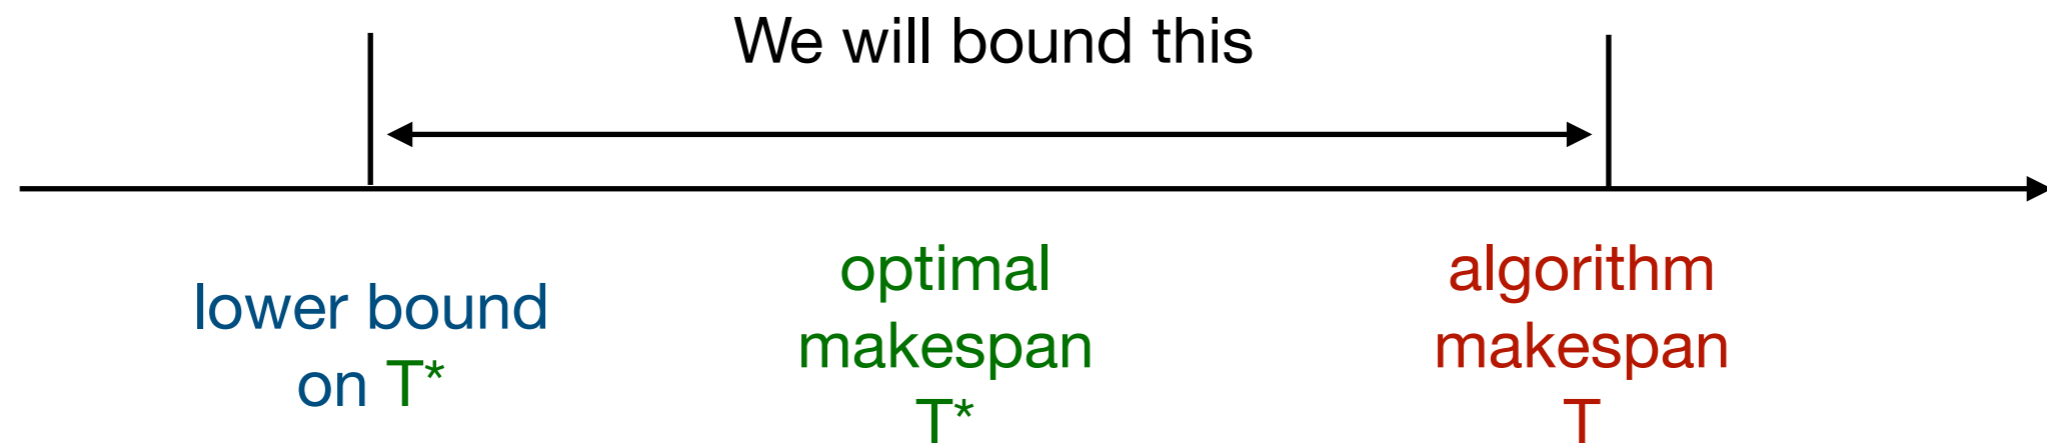 We will bound this
lower bound
on T*
optimal
makespan
T*
algorithm
makespan
T